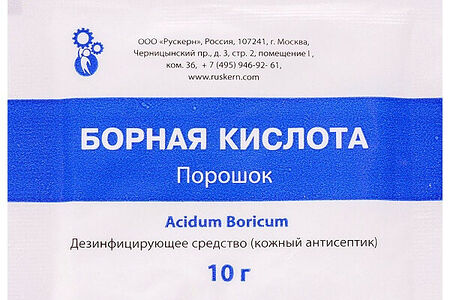 ООО «Рускерн», Россия, 107241, г. Москва,
Черницынский пр., д. 3, стр. 2, помещение I ,
ком. 36, + 7 (495) 946-92- 61,
www.ruskern.com
БОРНАЯ КИСЛОТА
Порошок
Acidum Boricum
Дезинфицирующее средство (кожный антисептик)
10 г